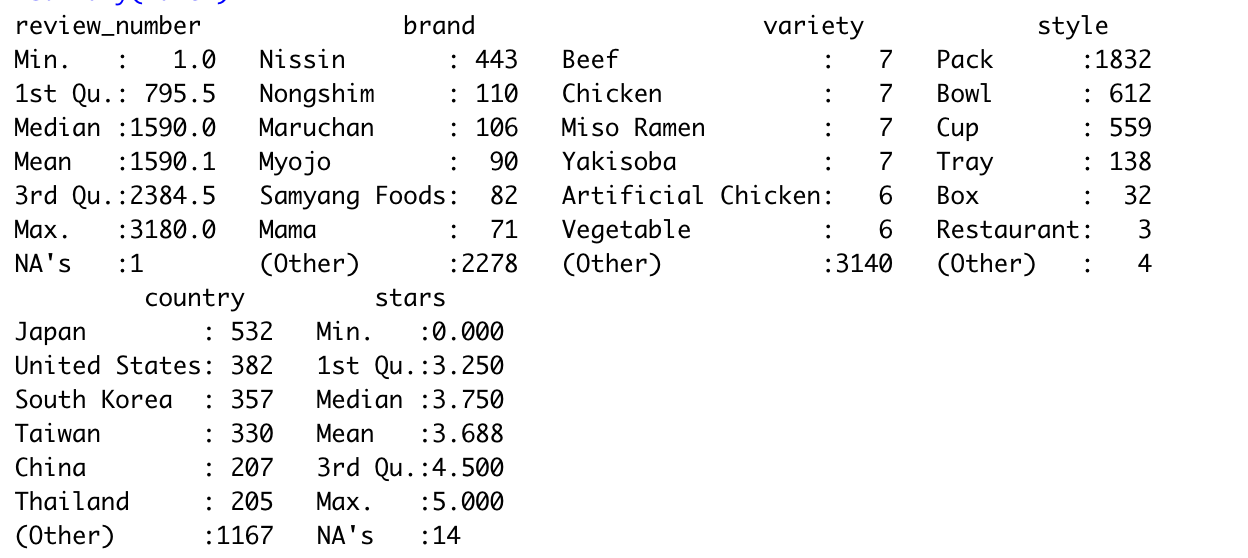 review_number brand variety style
Min. : 1.0 Nissin : 443 Beef : 7 Pack :1832
1st Qu.: 795.5 Nongshim : 110 Chicken : 7 Bowl : 612
Median :1590.0 Maruchan : 106 Miso Ramen : 7 Cup : 559
Mean :1590.1 Myojo : 90 Yakisoba : 7 Tray : 138
3rd Qu.:2384.5 Samyang Foods: 82 Artificial Chicken: 6 Box : 32
Max. :3180.0 Mama : 71 Vegetable : 6 Restaurant: 3
NA's :1 (Other) :2278 (Other) :3140 (Other) : 4
country stars
Japan : 532 Min. :0.000
United States: 382 1st Qu.:3.250
South Korea : 357 Median :3.750
Taiwan : 330 Mean :3.688
China : 207 3rd Qu.:4.500
Thailand : 205 Max. :5.000
(Other) :1167 NA's :14